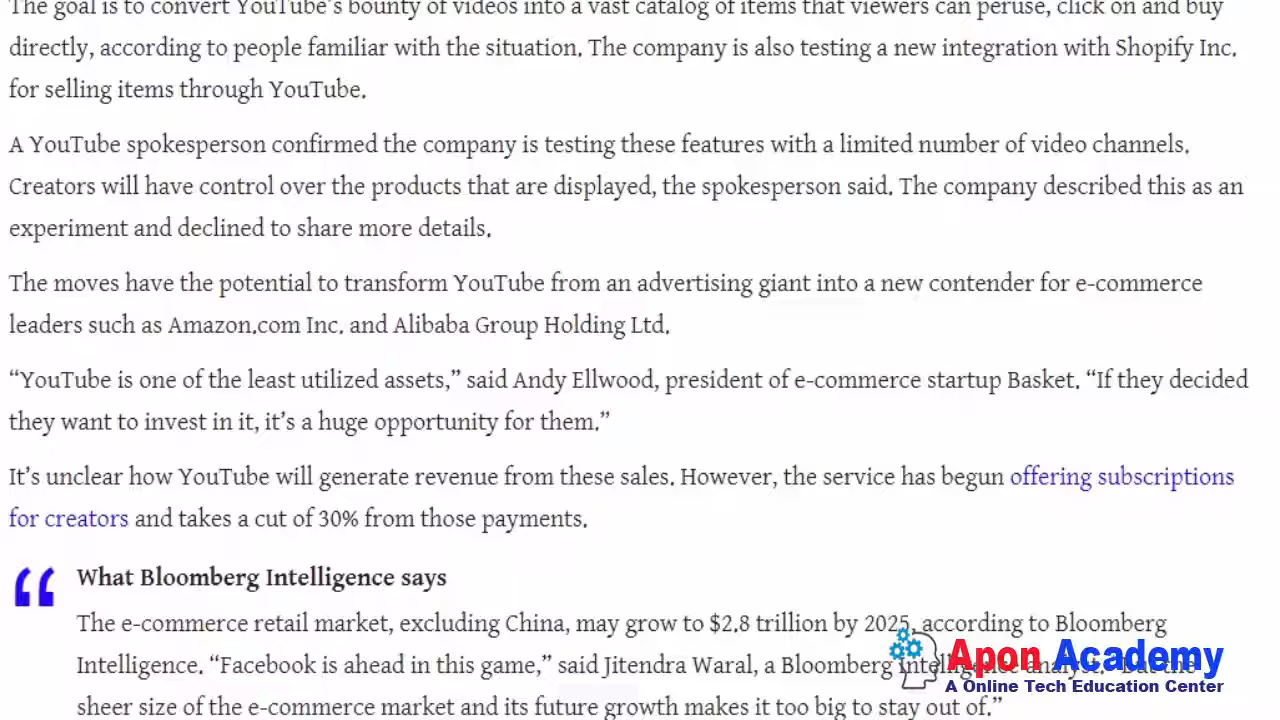 The goal is to convert YouTube's bounty of videos into a vast catalog of items that viewers can peruse, click on and buy
directly, according to people familiar with the situation. The company is also testing a new integration with Shopify Inc.
for selling items through YouTube.
A YouTube spokesperson confirmed the company is testing these features with a limited number of video channels.
Creators will have control over the products that are displayed, the spokesperson said. The company described this as an
experiment and declined to share more details.
The moves have the potential to transform YouTube from an advertising giant into a new contender for e-commerce
leaders such as Amazon.com Inc. and Alibaba Group Holding Ltd.
“YouTube is one of the least utilized assets,” said Andy Ellwood, president of e-commerce startup Basket. “If they decided
they want to invest in it, it's a huge opportunity for them.”
It's unclear how YouTube will generate revenue from these sales. However, the service has begun offering subscriptions
for creators and takes a cut of 30% from those payments.
“ What Bloomberg Intelligence says
The e-commerce retail market, excluding China, may grow to $2.8 trillion by 2025, according to Bloomberg
Intelligence. “Facebook is ahead in this game,” said Jitendra Waral, a Bloomberg Intelligence analyst. “But the
sheer size of the e-commerce market and its future growth makes it too big to stay out of.”
Apon Academy
A Online Tech Education Center